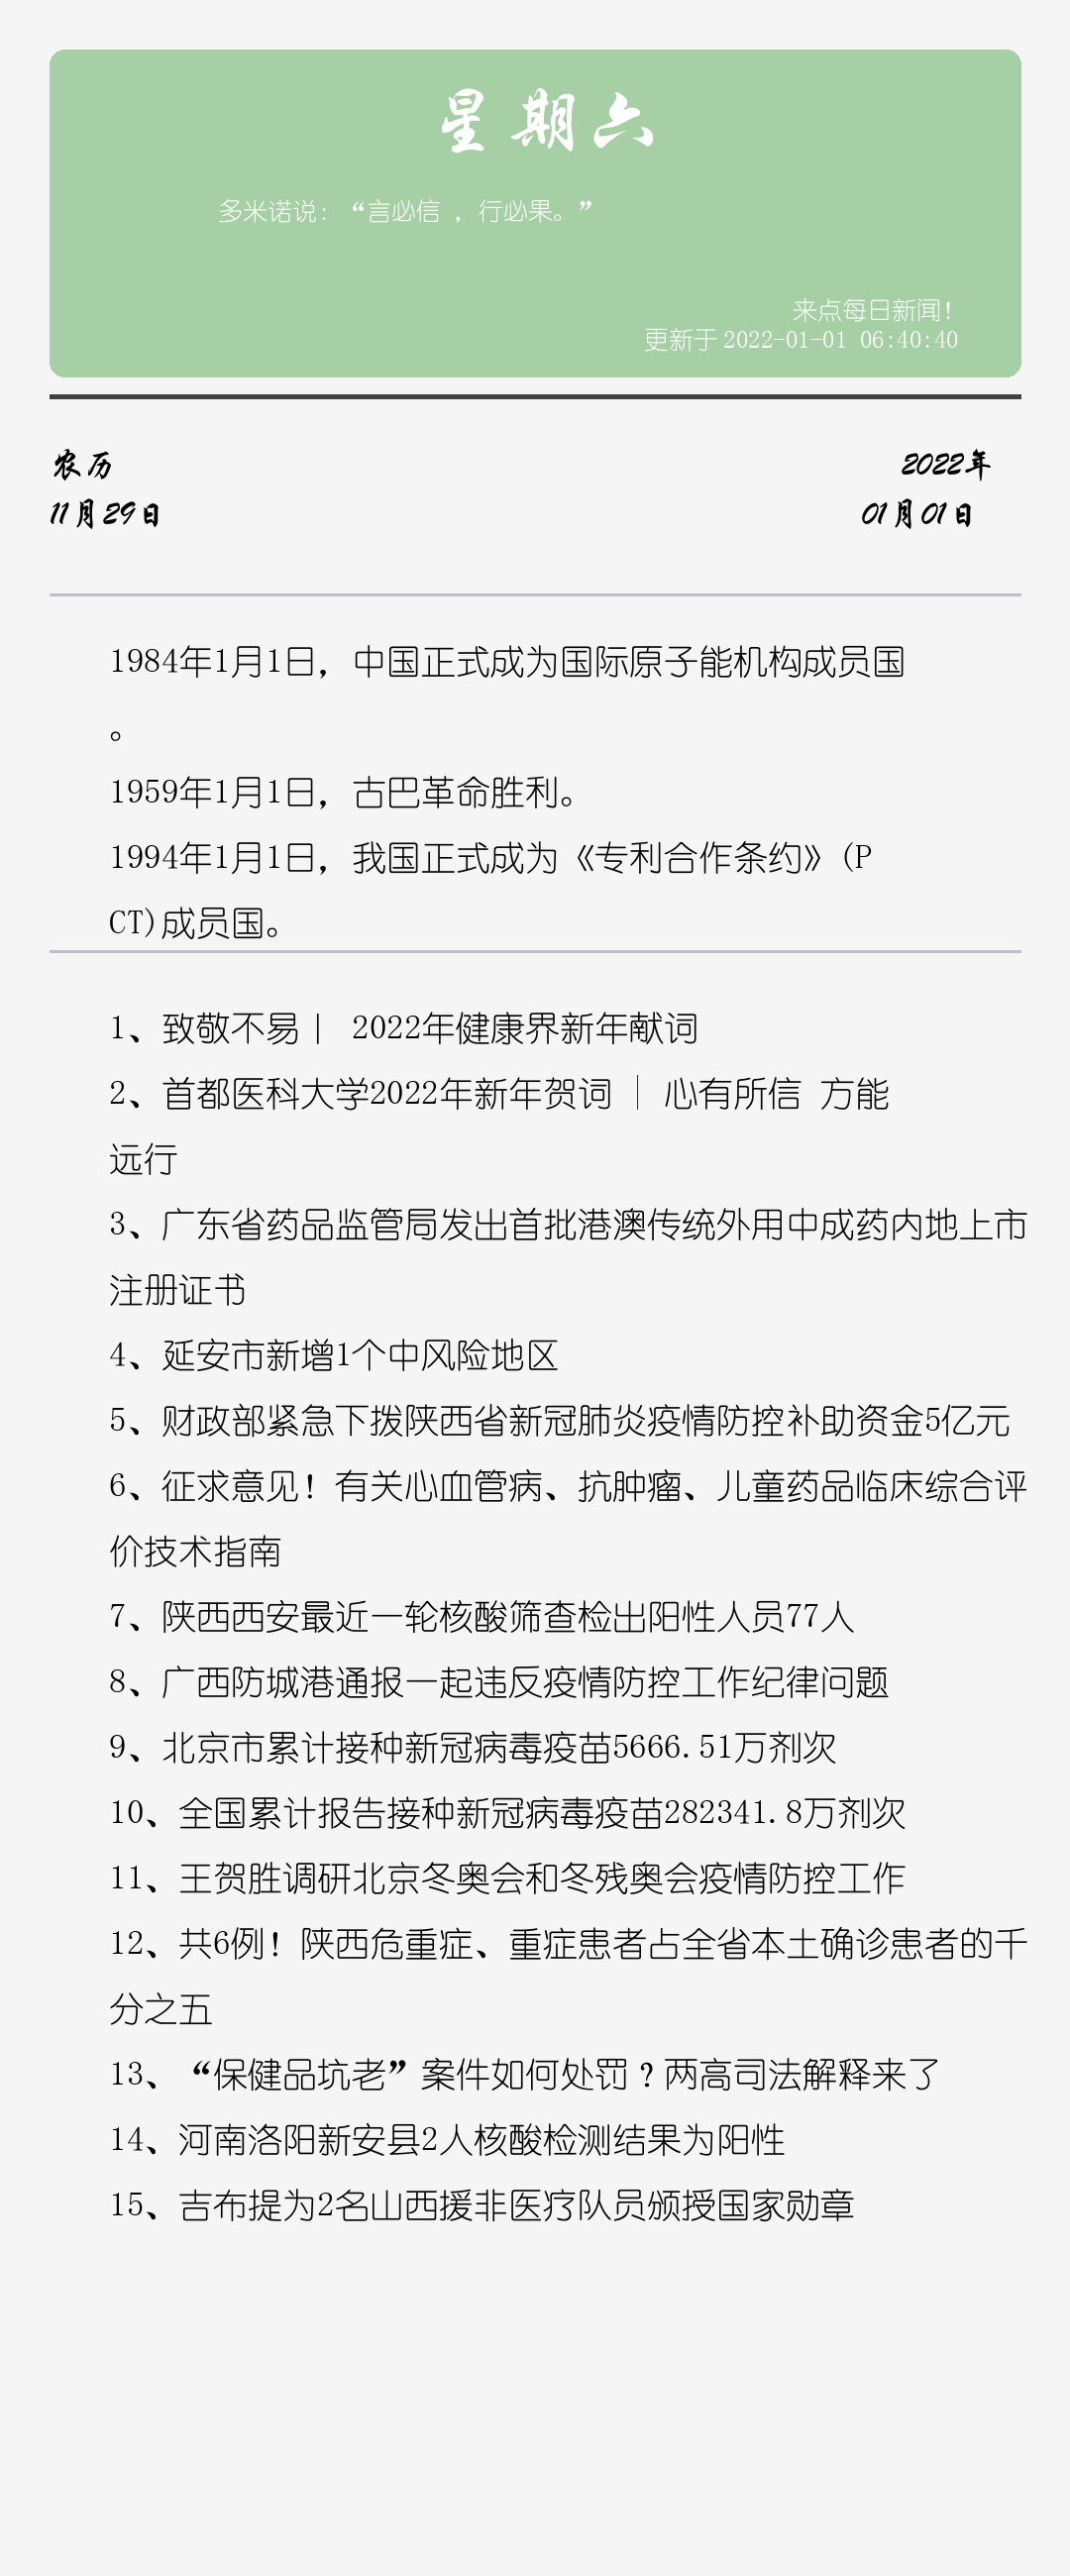 星期六
多米诺说：“言必信 ，行必果。”
来点每日新闻！
更新于 2022-01-01 06:40:40
农历 2022年
11月29日 01月01日
1984年1月1日，中国正式成为国际原子能机构成员国
。
1959年1月1日，古巴革命胜利。
1994年1月1日，我国正式成为《专利合作条约》(P
CT)成员国。
1、致敬不易丨 2022年健康界新年献词
2、首都医科大学2022年新年贺词 │ 心有所信 方能
远行
3、广东省药品监管局发出首批港澳传统外用中成药内地上市
注册证书
4、延安市新增1个中风险地区
5、财政部紧急下拨陕西省新冠肺炎疫情防控补助资金5亿元
6、征求意见！有关心血管病、抗肿瘤、儿童药品临床综合评
价技术指南
7、陕西西安最近一轮核酸筛查检出阳性人员77人
8、广西防城港通报一起违反疫情防控工作纪律问题
9、北京市累计接种新冠病毒疫苗5666.51万剂次
10、全国累计报告接种新冠病毒疫苗282341.8万剂次
11、王贺胜调研北京冬奥会和冬残奥会疫情防控工作
12、共6例！陕西危重症、重症患者占全省本土确诊患者的千
分之五
13、“保健品坑老”案件如何处罚？两高司法解释来了
14、河南洛阳新安县2人核酸检测结果为阳性
15、吉布提为2名山西援非医疗队员颁授国家勋章